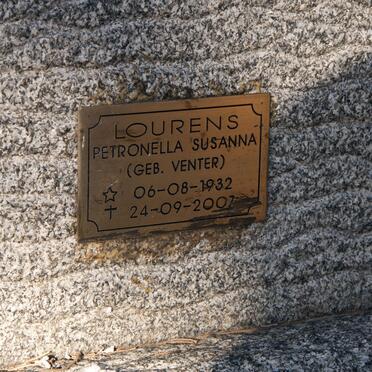 LOURENS
PETRONELLA SUSANNA
(GEB. VENTER)
☆ 06-08-1932
✝ 24-09-2007